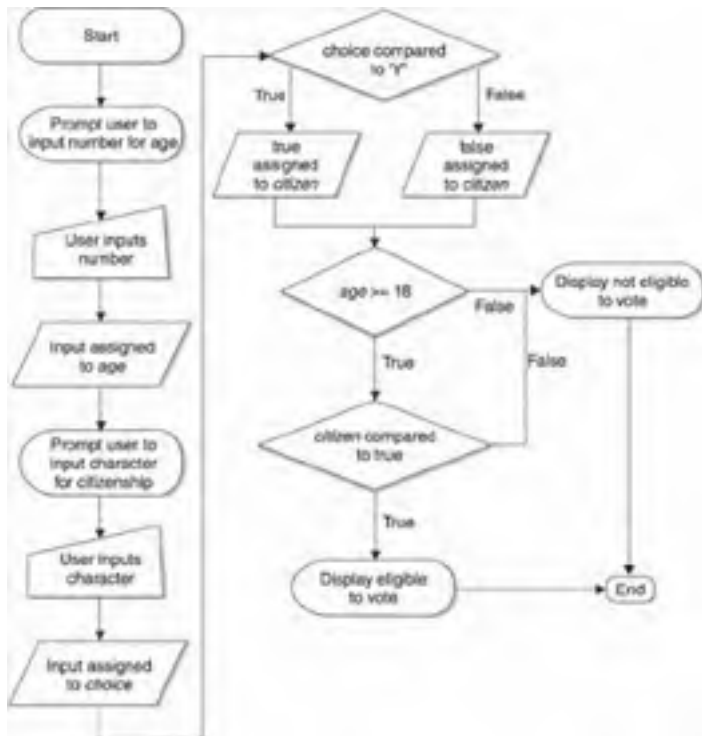 Start
Prompt user to
input number for age
User inputs
number
Input assigned
to age
Prompt user to
input character
for citizenship
User inputs
character
Input assigned
to choice
choice compared
to "Y"
True
False
true
assigned
to citizen
false
assigned
to citizen
age >= 18
False
True
Display not eligible
to vote
False
citizen compared
to true
True
Display eligible
to vote
End